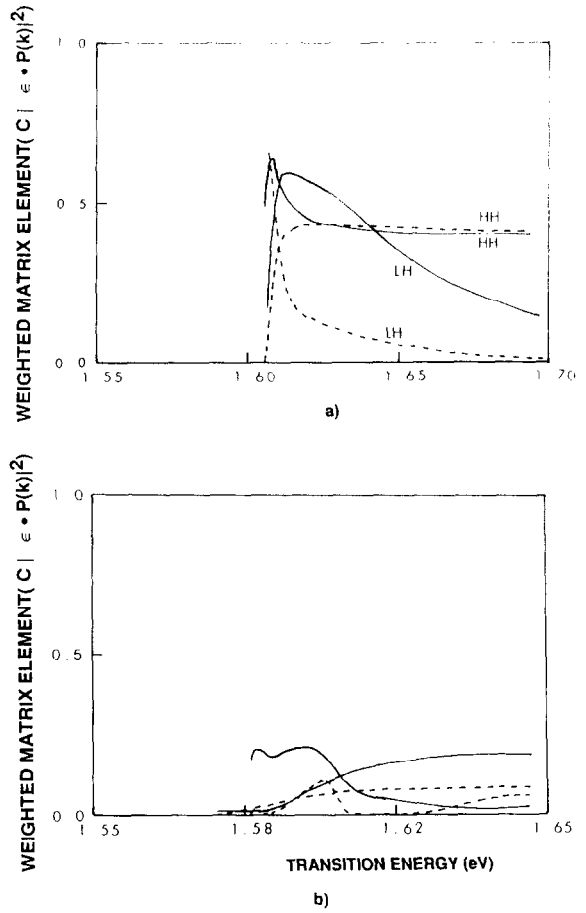 WEIGHTED MATRIX ELEMENT( C | ϵ • P(k)|²)
1 0
0 5
0 0
HH
HH
LH
LH
1 55
1 60
1 65
1 70
a)
WEIGHTED MATRIX ELEMENT( C | ϵ • P(k)|²)
1 0
0.5
0
1 55
1.58
1 62
1 65
TRANSITION ENERGY (eV)
b)